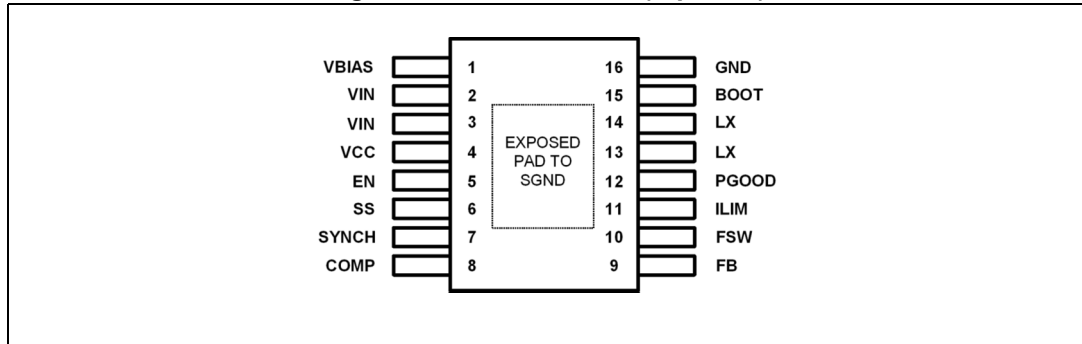 VBIAS 1 16 GND
VIN 2 15 BOOT
VIN 3 14 LX
VCC 4 13 LX
EN 5 12 PGOOD
SS 6 11 ILIM
SYNCH 7 10 FSW
COMP 8 9 FB
EXPOSED
PAD TO
SGND